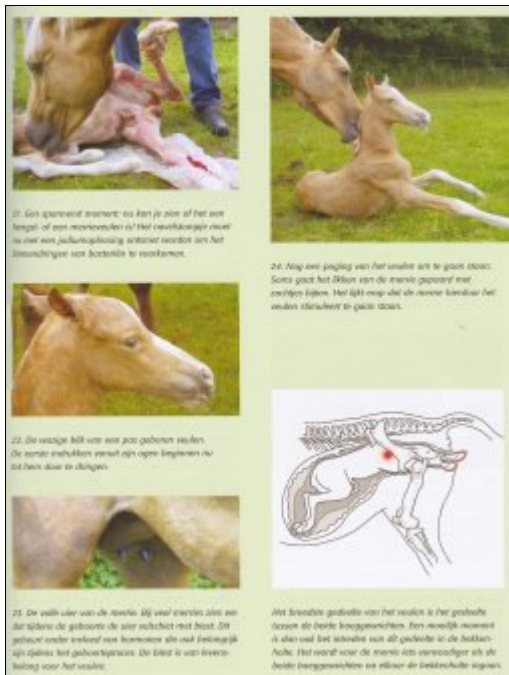 21. Een spannend moment: nu kan je zien of het een
hengst- of een merrieveulen is! Het navelstompje moet
nu met een jodiumoplossing ontsmet worden om het
binnendringen van bacteriën te voorkomen.
22. De wazige blik van een pas geboren veulen.
De eerste indrukken vanuit zijn ogen beginnen nu
tot hem door te dringen.
23. De volle uier van de merrie. Bij veel merries zien we
dat tijdens de geboorte de uier volschiet met biest. Dit
gebeurt onder invloed van hormonen die ook belangrijk
zijn tijdens het geboorteproces. De biest is van levens-
belang voor het veulen.
24. Nog een poging van het veulen om te gaan staan.
Soms gaat het likken van de merrie gepaard met
zachtjes bijten. Het lijkt erop dat de merrie hierdoor het
veulen stimuleert te gaan staan.
Het breedste gedeelte van het veulen is het gedeelte
tussen de beide boeggewrichten. Een moeilijk moment
is dan ook het intreden van dit gedeelte in de bekken-
holte. Het wordt voor de merrie iets eenvoudiger als de
beide boeggewrichten na elkaar de bekkenholte ingaan.